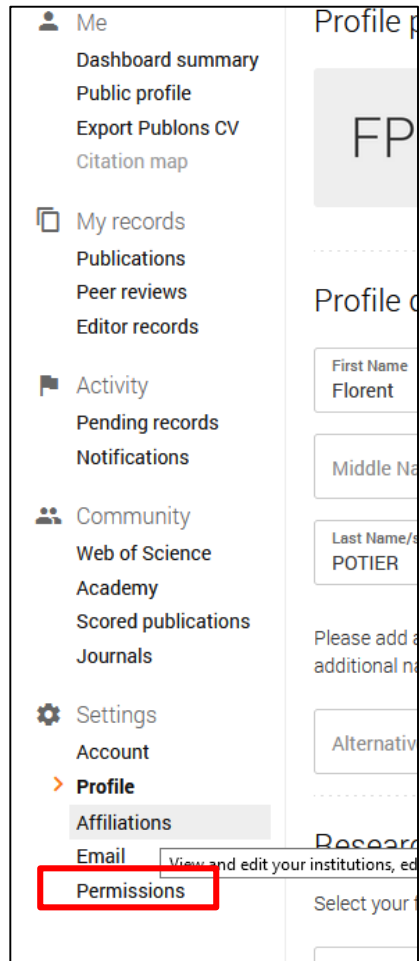 Me
Dashboard summary
Public profile
Export Publons CV
Citation map
My records
Publications
Peer reviews
Editor records
Activity
Pending records
Notifications
Community
Web of Science
Academy
Scored publications
Journals
Settings
Account
Profile
Affiliations
Email
View and edit your institutions, ed
Permissions
Profile
FP
Profile
First Name
Florent
Middle Na
Last Name/s
POTIER
Please add a
additional na
Alternativ
Researc
Select your